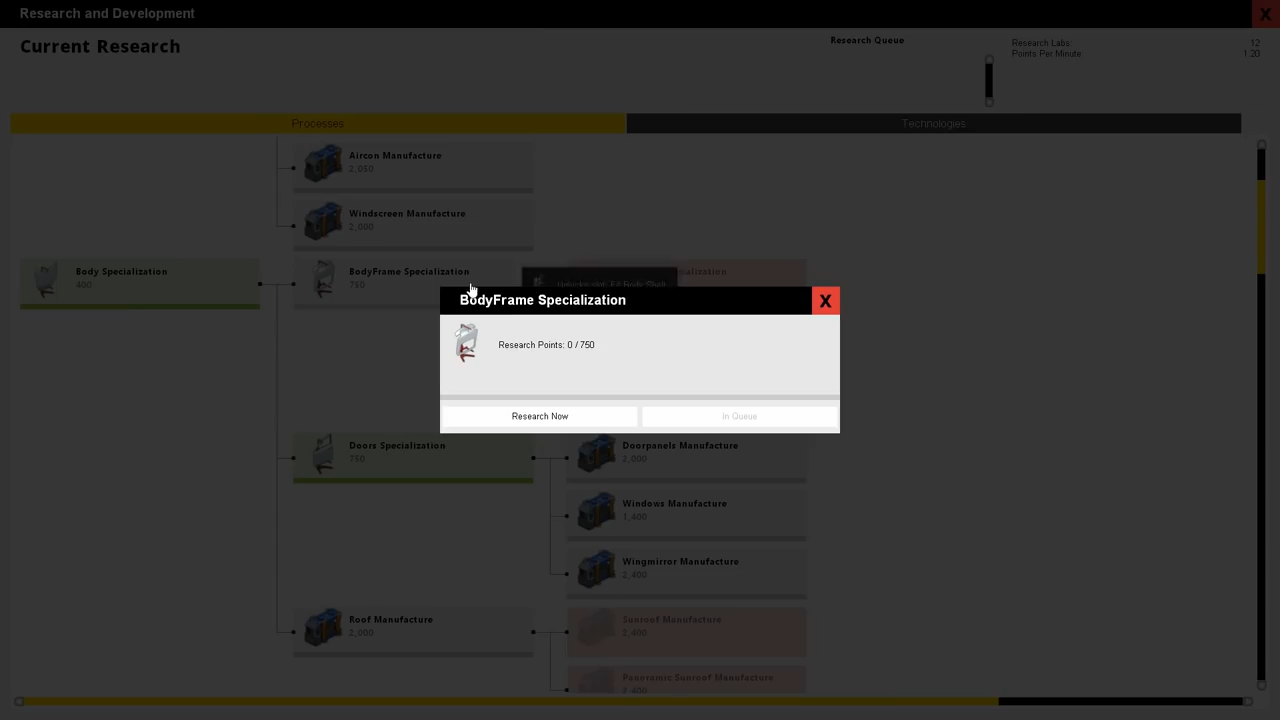 Research and Development
X
Current Research
Research Queue
Research Labs:
12
Points Per Minute
1.20
Processes
Technologies
Aircon Manufacture
2,050
Windscreen Manufacture
2,000
Body Specialization
400
BodyFrame Specialization
750
BodyFrame Specialization
X
Research Points: 0 / 750
Research Now
In Queue
Doors Specialization
750
Doorpanels Manufacture
Windows Manufacture
1,400
Wingmirror Manufacture
2,400
Roof Manufacture
2,000
Sunroof Manufacture
2,400
Panoramic Sunroof Manufacture
2,400